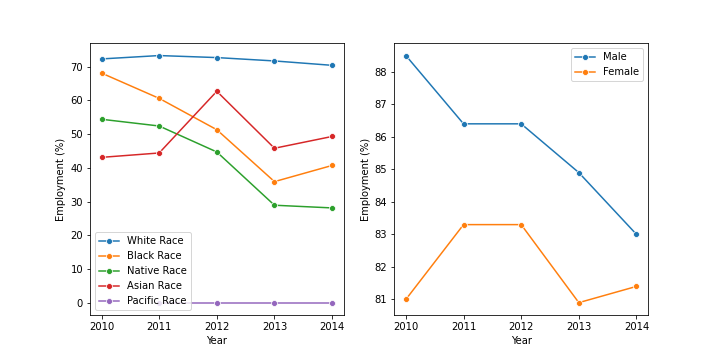 Employment (%)
70
60
50
40
30
20
10
0
White Race
Black Race
Native Race
Asian Race
Pacific Race
2010 2011 2012 2013 2014
Year
Employment (%)
88
87
86
85
84
83
82
81
Male
Female
2010 2011 2012 2013 2014
Year